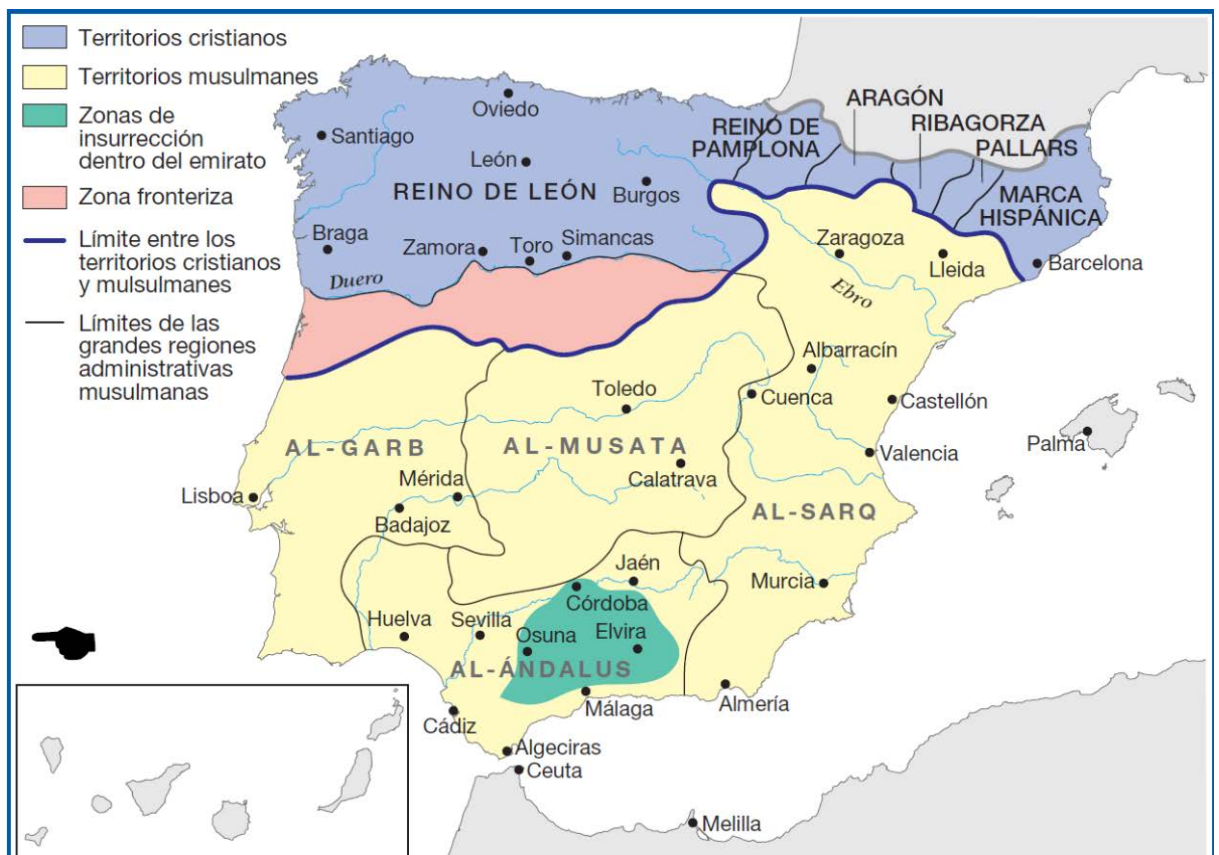 Territorios cristianos
Territorios musulmanes
Zonas de
insurrección
dentro del emirato
Zona fronteriza
Límite entre los
territorios cristianos
y mulsulmanes
Límites de las
grandes regiones
administrativas
musulmanas
Oviedo
Santiago
León
REINO DE LEÓN
Burgos
Braga
Zamora
Toro
Simancas
Duero
REINO DE
PAMPLONA
ARAGÓN
RIBAGORZA
PALLARS
MARCA
HISPÁNICA
Zaragoza
Lleida
Barcelona
Ebro
Albarracín
Toledo
Cuenca
Castellón
Palma
AL-GARB
AL-MUSATA
Valencia
Calatrava
Mérida
Lisboa
Badajoz
AL-SARQ
Jaén
Murcia
Córdoba
Huelva
Sevilla
Osuna
Elvira
AL-ÁNDALUS
Málaga
Almería
Cádiz
Algeciras
Ceuta
Melilla